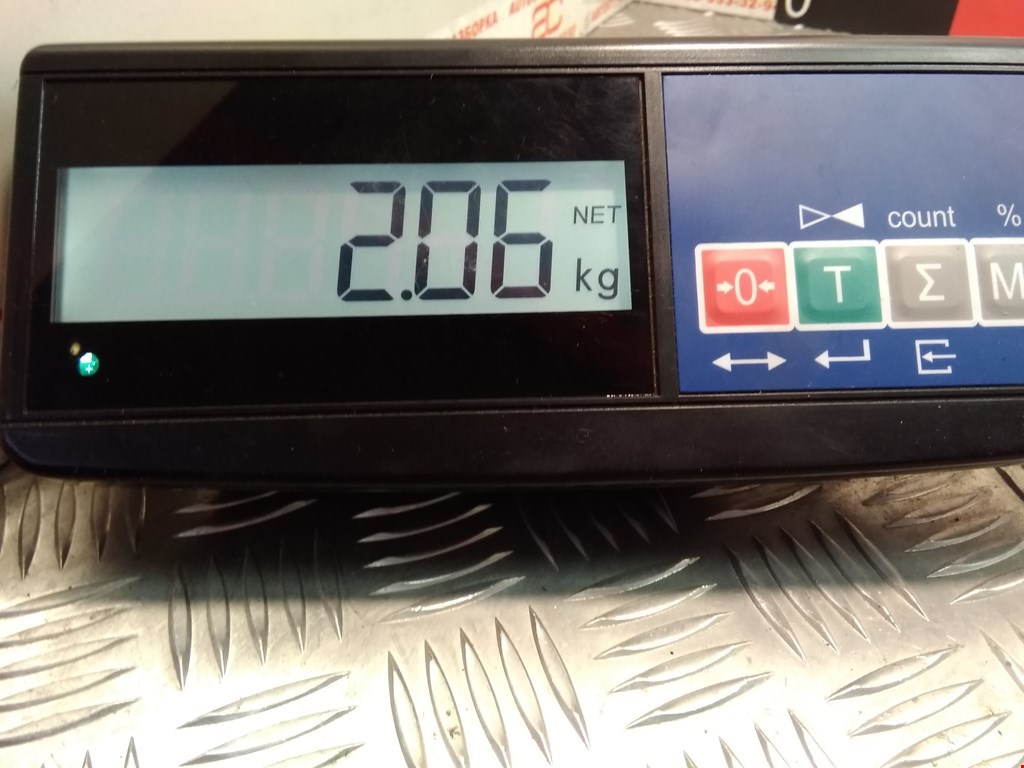 2.06
NET
kg
count %
→0← T Σ M